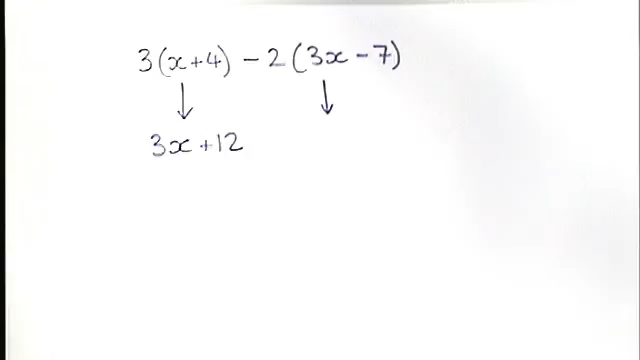 3(x+4) - 2(3x - 7)
↓ ↓
3x + 12